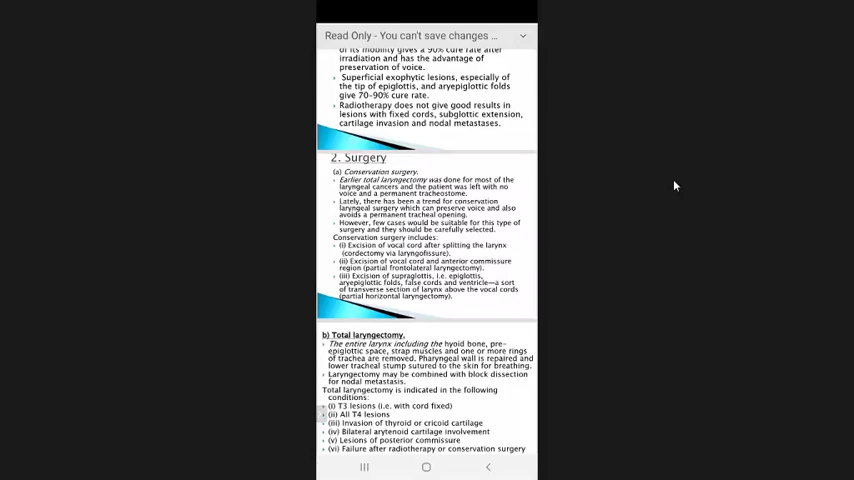 Read Only - You can't save changes ...
of its mobility gives a 90% cure rate after
irradiation and has the advantage of
preservation of voice.
Superficial exophytic lesions, especially of
the tip of epiglottis, and aryepiglottic folds
give 70-90% cure rate.
Radiotherapy does not give good results in
lesions with fixed cords, subglottic extension,
cartilage invasion and nodal metastases.
2. Surgery
(a) Conservation surgery.
Earlier total laryngectomy was done for most of the
laryngeal cancers and the patient was left with no
voice and a permanent tracheostome.
Lately, there has been a trend for conservation
laryngeal surgery which can preserve voice and also
avoids a permanent tracheal opening.
However, few cases would be suitable for this type of
surgery and they should be carefully selected.
Conservation surgery includes:
(i) Excision of vocal cord after splitting the larynx
(cordectomy via laryngofissure).
(ii) Excision of vocal cord and anterior commissure
region (partial frontolateral laryngectomy).
(iii) Excision of supraglottis, i.e. epiglottis,
aryepiglottic folds, false cords and ventricle—a sort
of transverse section of larynx above the vocal cords
(partial horizontal laryngectomy).
b) Total laryngectomy.
The entire larynx including the hyoid bone, pre-
epiglottic space, strap muscles and one or more rings
of trachea are removed. Pharyngeal wall is repaired and
lower tracheal stump sutured to the skin for breathing.
Laryngectomy may be combined with block dissection
for nodal metastasis.
Total laryngectomy is indicated in the following
conditions:
(i) T3 lesions (i.e. with cord fixed)
(ii) All T4 lesions
(iii) Invasion of thyroid or cricoid cartilage
(iv) Bilateral arytenoid cartilage involvement
(v) Lesions of posterior commissure
(vi) Failure after radiotherapy or conservation surgery